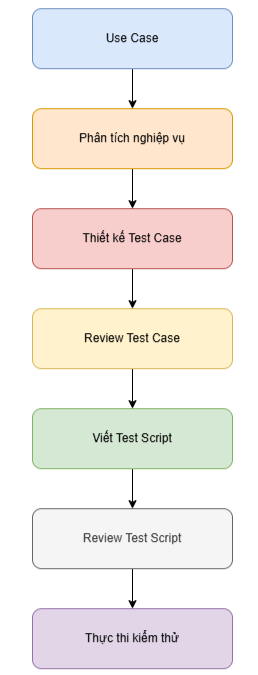 Use Case
Phân tích nghiệp vụ
Thiết kế Test Case
Review Test Case
Viết Test Script
Review Test Script
Thực thi kiểm thử